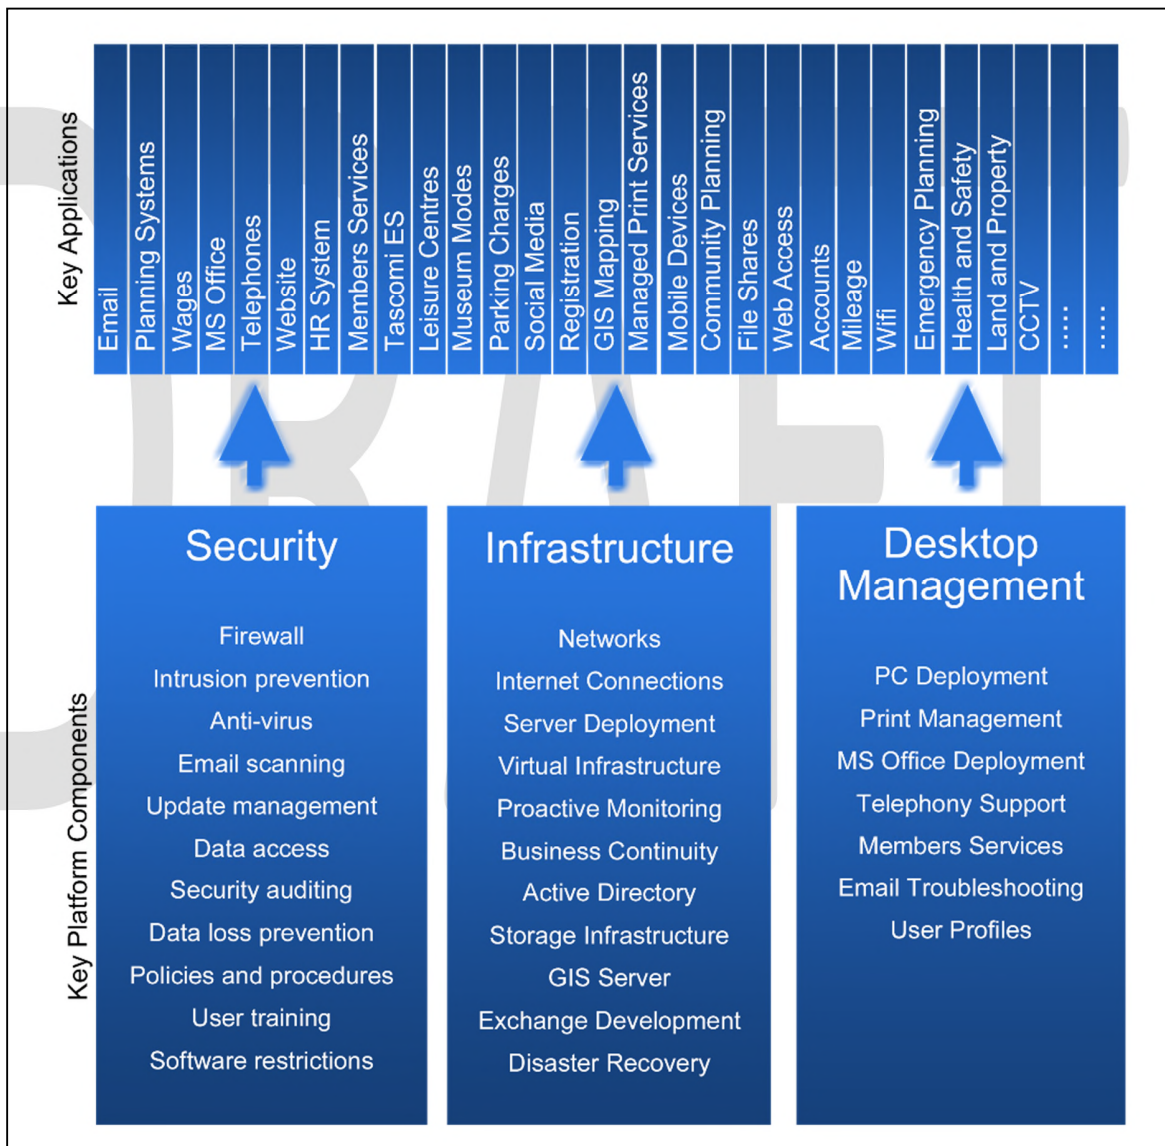 Key Applications
Email
Planning Systems
Wages
MS Office
Telephones
Website
HR System
Members Services
Tascomi ES
Leisure Centres
Museum Modes
Parking Charges
Social Media
Registration
GIS Mapping
Managed Print Services
Mobile Devices
Community Planning
File Shares
Web Access
Accounts
Mileage
Wifi
Emergency Planning
Health and Safety
Land and Property
CCTV
.....
.....
DRAFT
Key Platform Components
Security
Firewall
Intrusion prevention
Anti-virus
Email scanning
Update management
Data access
Security auditing
Data loss prevention
Policies and procedures
User training
Software restrictions
Infrastructure
Networks
Internet Connections
Server Deployment
Virtual Infrastructure
Proactive Monitoring
Business Continuity
Active Directory
Storage Infrastructure
GIS Server
Exchange Development
Disaster Recovery
Desktop
Management
PC Deployment
Print Management
MS Office Deployment
Telephony Support
Members Services
Email Troubleshooting
User Profiles